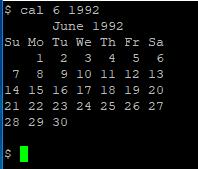 $ cal 6 1992
      June 1992
Su Mo Tu We Th Fr Sa
    1  2  3  4  5  6
 7  8  9 10 11 12 13
14 15 16 17 18 19 20
21 22 23 24 25 26 27
28 29 30
$